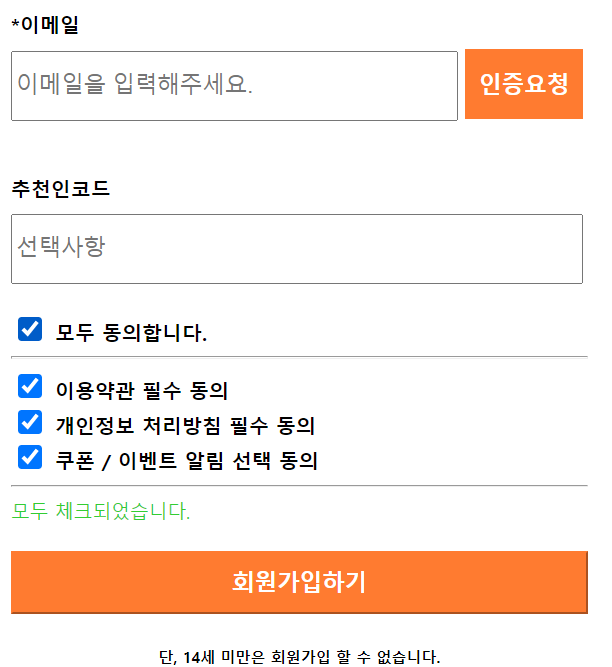 *이메일
이메일을 입력해주세요. 인증요청
추천인코드
선택사항
모두 동의합니다.
이용약관 필수 동의
개인정보 처리방침 필수 동의
쿠폰 / 이벤트 알림 선택 동의
모두 체크되었습니다.
회원가입하기
단, 14세 미만은 회원가입 할 수 없습니다.